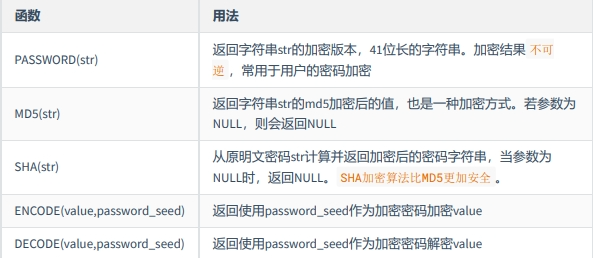 函数 用法
PASSWORD(str) 返回字符串str的加密版本，41位长的字符串。加密结果 不可
逆 ，常用于用户的密码加密
MD5(str) 返回字符串str的md5加密后的值，也是一种加密方式。若参数为
NULL，则会返回NULL
SHA(str) 从原明文密码str计算并返回加密后的密码字符串，当参数为
NULL时，返回NULL。 SHA加密算法比MD5更加安全 。
ENCODE(value,password_seed) 返回使用password_seed作为加密密码加密value
DECODE(value,password_seed) 返回使用password_seed作为加密密码解密value